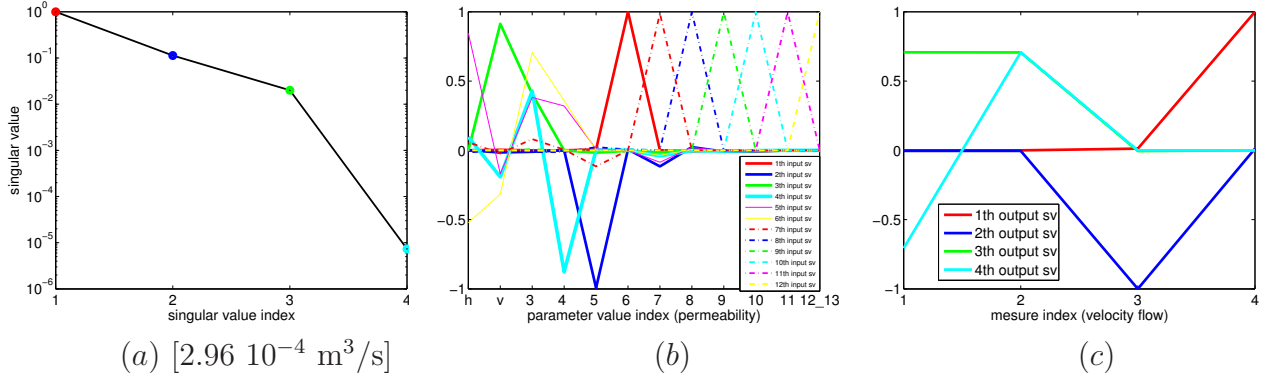 10^0
10^-1
10^-2
10^-3
10^-4
10^-5
10^-6
singular value
1 2 3 4
singular value index
(a) [2.96 10^-4 m^3/s]
1
0.5
0
−0.5
−1
h v 3 4 5 6 7 8 9 10 11 12_13
parameter value index (permeability)
1th input sv
2th input sv
3th input sv
4th input sv
5th input sv
6th input sv
7th input sv
8th input sv
9th input sv
10th input sv
11th input sv
12th input sv
(b)
1
0.5
0
−0.5
−1
1 2 3 4
mesure index (velocity flow)
1th output sv
2th output sv
3th output sv
4th output sv
(c)